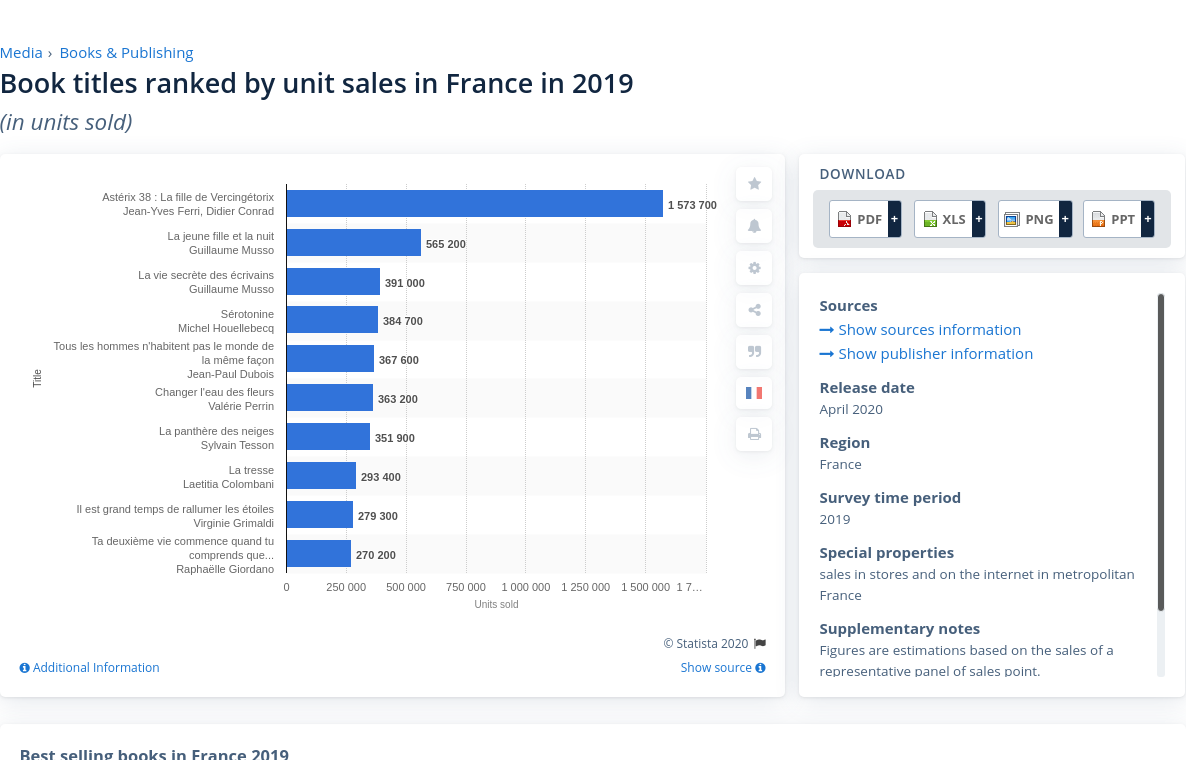 Media › Books & Publishing
Book titles ranked by unit sales in France in 2019
(in units sold)
Astérix 38 : La fille de Vercingétorix
Jean-Yves Ferri, Didier Conrad
1 573 700
La jeune fille et la nuit
Guillaume Musso
565 200
La vie secrète des écrivains
Guillaume Musso
391 000
Sérotonine
Michel Houellebecq
384 700
Tous les hommes n'habitent pas le monde de
la même façon
Jean-Paul Dubois
367 600
Changer l'eau des fleurs
Valérie Perrin
363 200
La panthère des neiges
Sylvain Tesson
351 900
La tresse
Laetitia Colombani
293 400
Il est grand temps de rallumer les étoiles
Virginie Grimaldi
279 300
Ta deuxième vie commence quand tu
comprends que...
Raphaëlle Giordano
270 200
Title
0 250 000 500 000 750 000 1 000 000 1 250 000 1 500 000 1 7…
Units sold
© Statista 2020
Additional Information
Show source
DOWNLOAD
PDF + XLS + PNG + PPT +
Sources
Show sources information
Show publisher information
Release date
April 2020
Region
France
Survey time period
2019
Special properties
sales in stores and on the internet in metropolitan
France
Supplementary notes
Figures are estimations based on the sales of a
representative panel of sales point.
Best selling books in France 2019